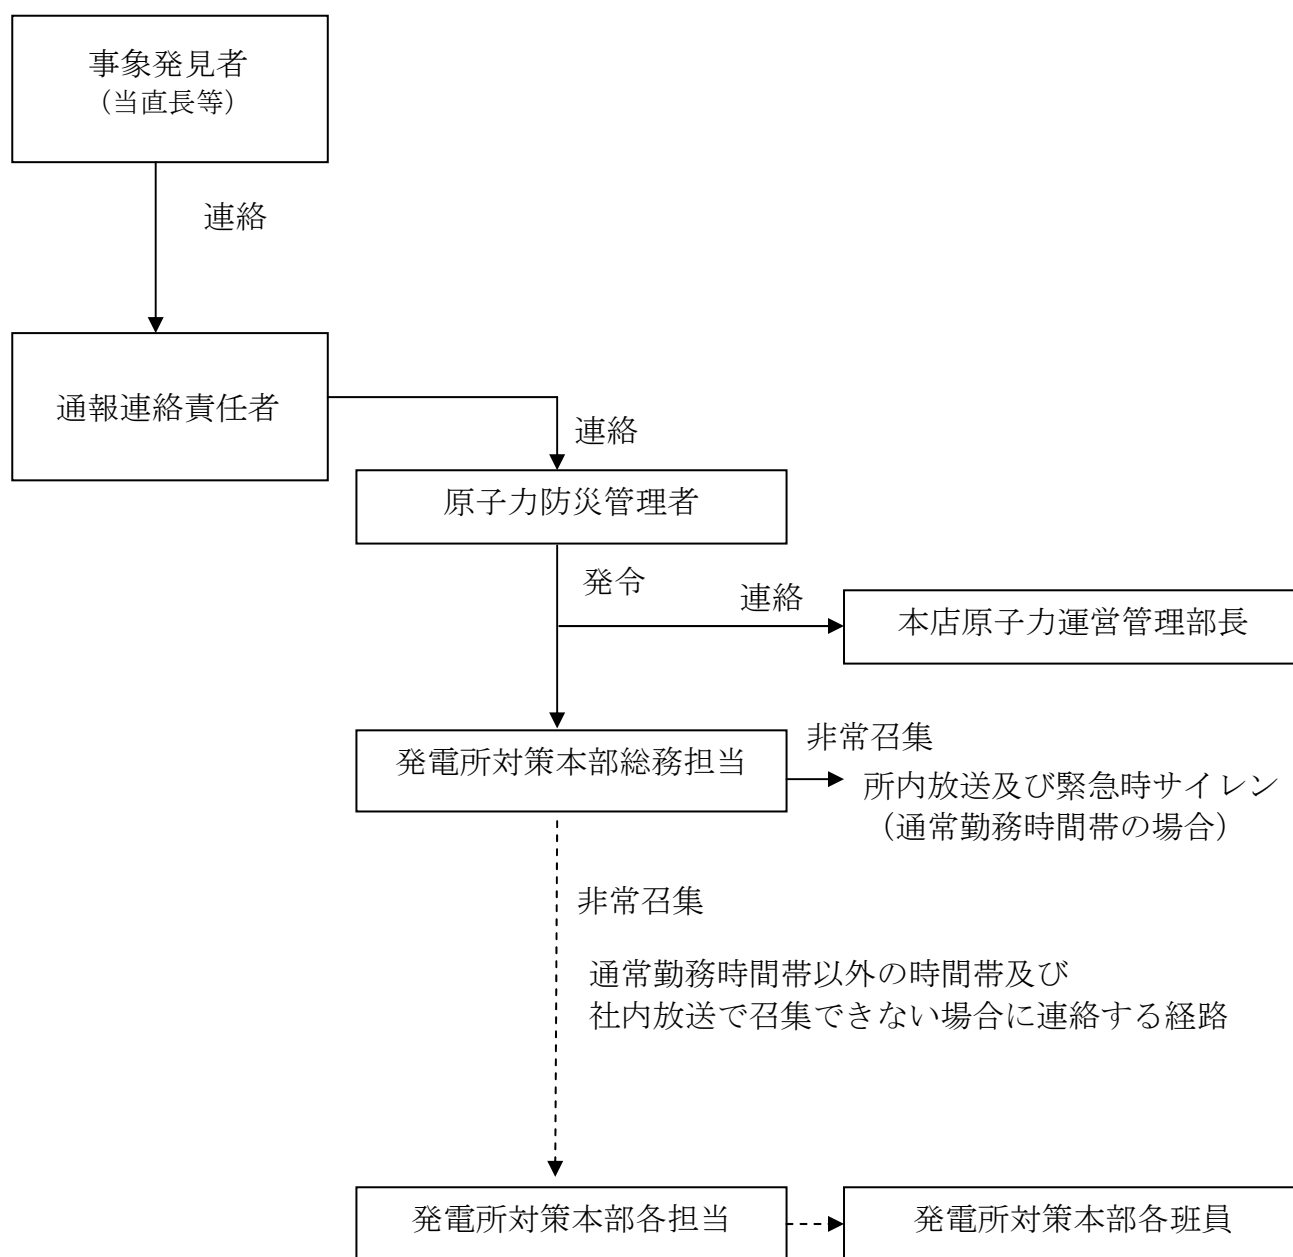 事象発見者
（当直長等）
連絡
通報連絡責任者
連絡
原子力防災管理者
発令
連絡
本店原子力運営管理部長
発電所対策本部総務担当
非常召集
所内放送及び緊急時サイレン
（通常勤務時間帯の場合）
非常召集
通常勤務時間帯以外の時間帯及び
社内放送で召集できない場合に連絡する経路
発電所対策本部各担当
発電所対策本部各班員